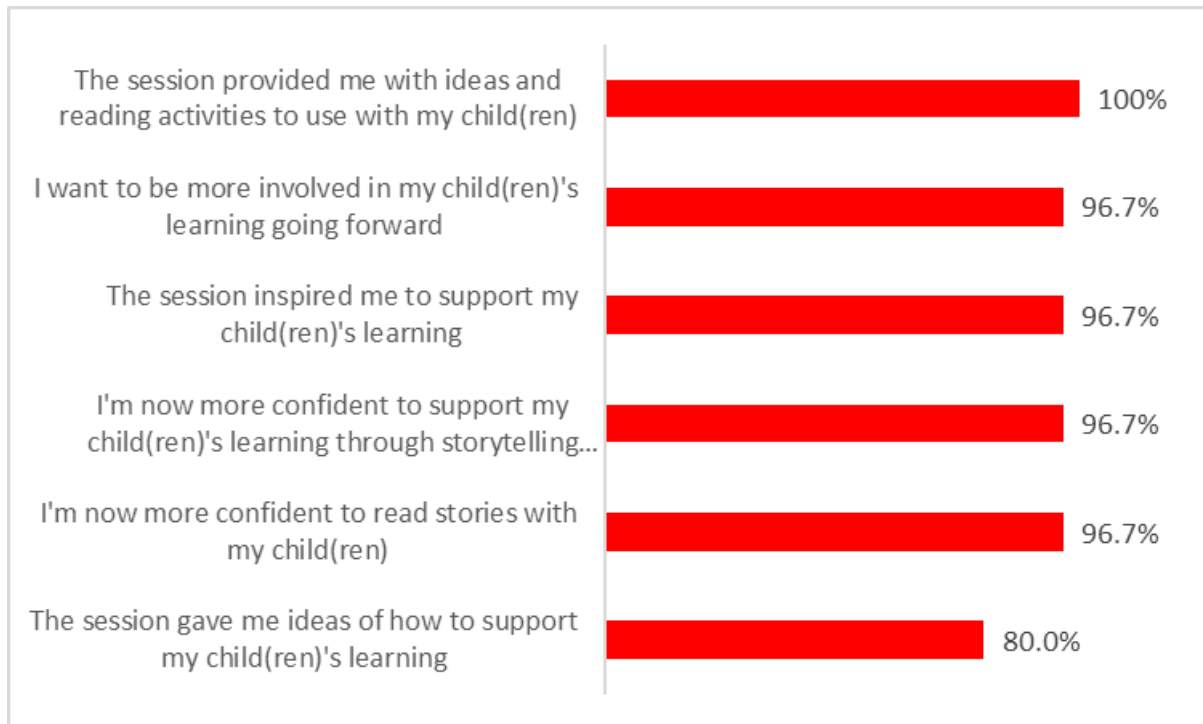 The session provided me with ideas and
reading activities to use with my child(ren)
100%
I want to be more involved in my child(ren)'s
learning going forward
96.7%
The session inspired me to support my
child(ren)'s learning
96.7%
I'm now more confident to support my
child(ren)'s learning through storytelling...
96.7%
I'm now more confident to read stories with
my child(ren)
96.7%
The session gave me ideas of how to support
my child(ren)'s learning
80.0%